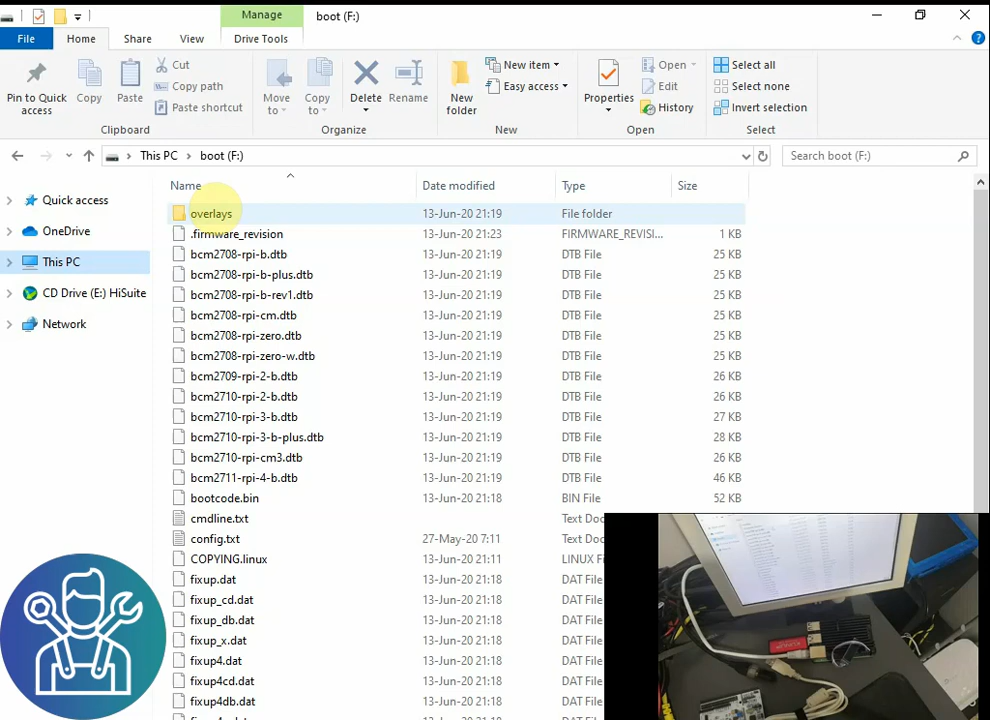 Manage
boot (F:)
File
Home
Share
View
Drive Tools
Pin to Quick access
Copy
Paste
Cut
Copy path
Paste shortcut
Clipboard
Move to
Copy to
Delete
Rename
Organize
New folder
New item
Easy access
New
Properties
Open
Edit
History
Open
Select all
Select none
Invert selection
Select
This PC > boot (F:)
Search boot (F:)
Quick access
OneDrive
This PC
CD Drive (E:) HiSuite
Network
Name Date modified Type Size
overlays 13-Jun-20 21:19 File folder
.firmware_revision 13-Jun-20 21:23 FIRMWARE_REVISI... 1 KB
bcm2708-rpi-b.dtb 13-Jun-20 21:19 DTB File 25 KB
bcm2708-rpi-b-plus.dtb 13-Jun-20 21:19 DTB File 25 KB
bcm2708-rpi-b-rev1.dtb 13-Jun-20 21:19 DTB File 25 KB
bcm2708-rpi-cm.dtb 13-Jun-20 21:19 DTB File 25 KB
bcm2708-rpi-zero.dtb 13-Jun-20 21:19 DTB File 25 KB
bcm2708-rpi-zero-w.dtb 13-Jun-20 21:19 DTB File 25 KB
bcm2709-rpi-2-b.dtb 13-Jun-20 21:19 DTB File 26 KB
bcm2710-rpi-2-b.dtb 13-Jun-20 21:19 DTB File 26 KB
bcm2710-rpi-3-b.dtb 13-Jun-20 21:19 DTB File 27 KB
bcm2710-rpi-3-b-plus.dtb 13-Jun-20 21:19 DTB File 28 KB
bcm2710-rpi-cm3.dtb 13-Jun-20 21:19 DTB File 26 KB
bcm2711-rpi-4-b.dtb 13-Jun-20 21:19 DTB File 46 KB
bootcode.bin 13-Jun-20 21:18 BIN File 52 KB
cmdline.txt Text Doc
config.txt 27-May-20 7:11 Text Doc
COPYING.linux 13-Jun-20 21:11 LINUX F
fixup.dat 13-Jun-20 21:18 DAT File
fixup_cd.dat 13-Jun-20 21:18 DAT File
fixup_db.dat 13-Jun-20 21:18 DAT File
fixup_x.dat 13-Jun-20 21:18 DAT File
fixup4.dat 13-Jun-20 21:18 DAT File
fixup4cd.dat 13-Jun-20 21:18 DAT File
fixup4db.dat 13-Jun-20 21:18 DAT File